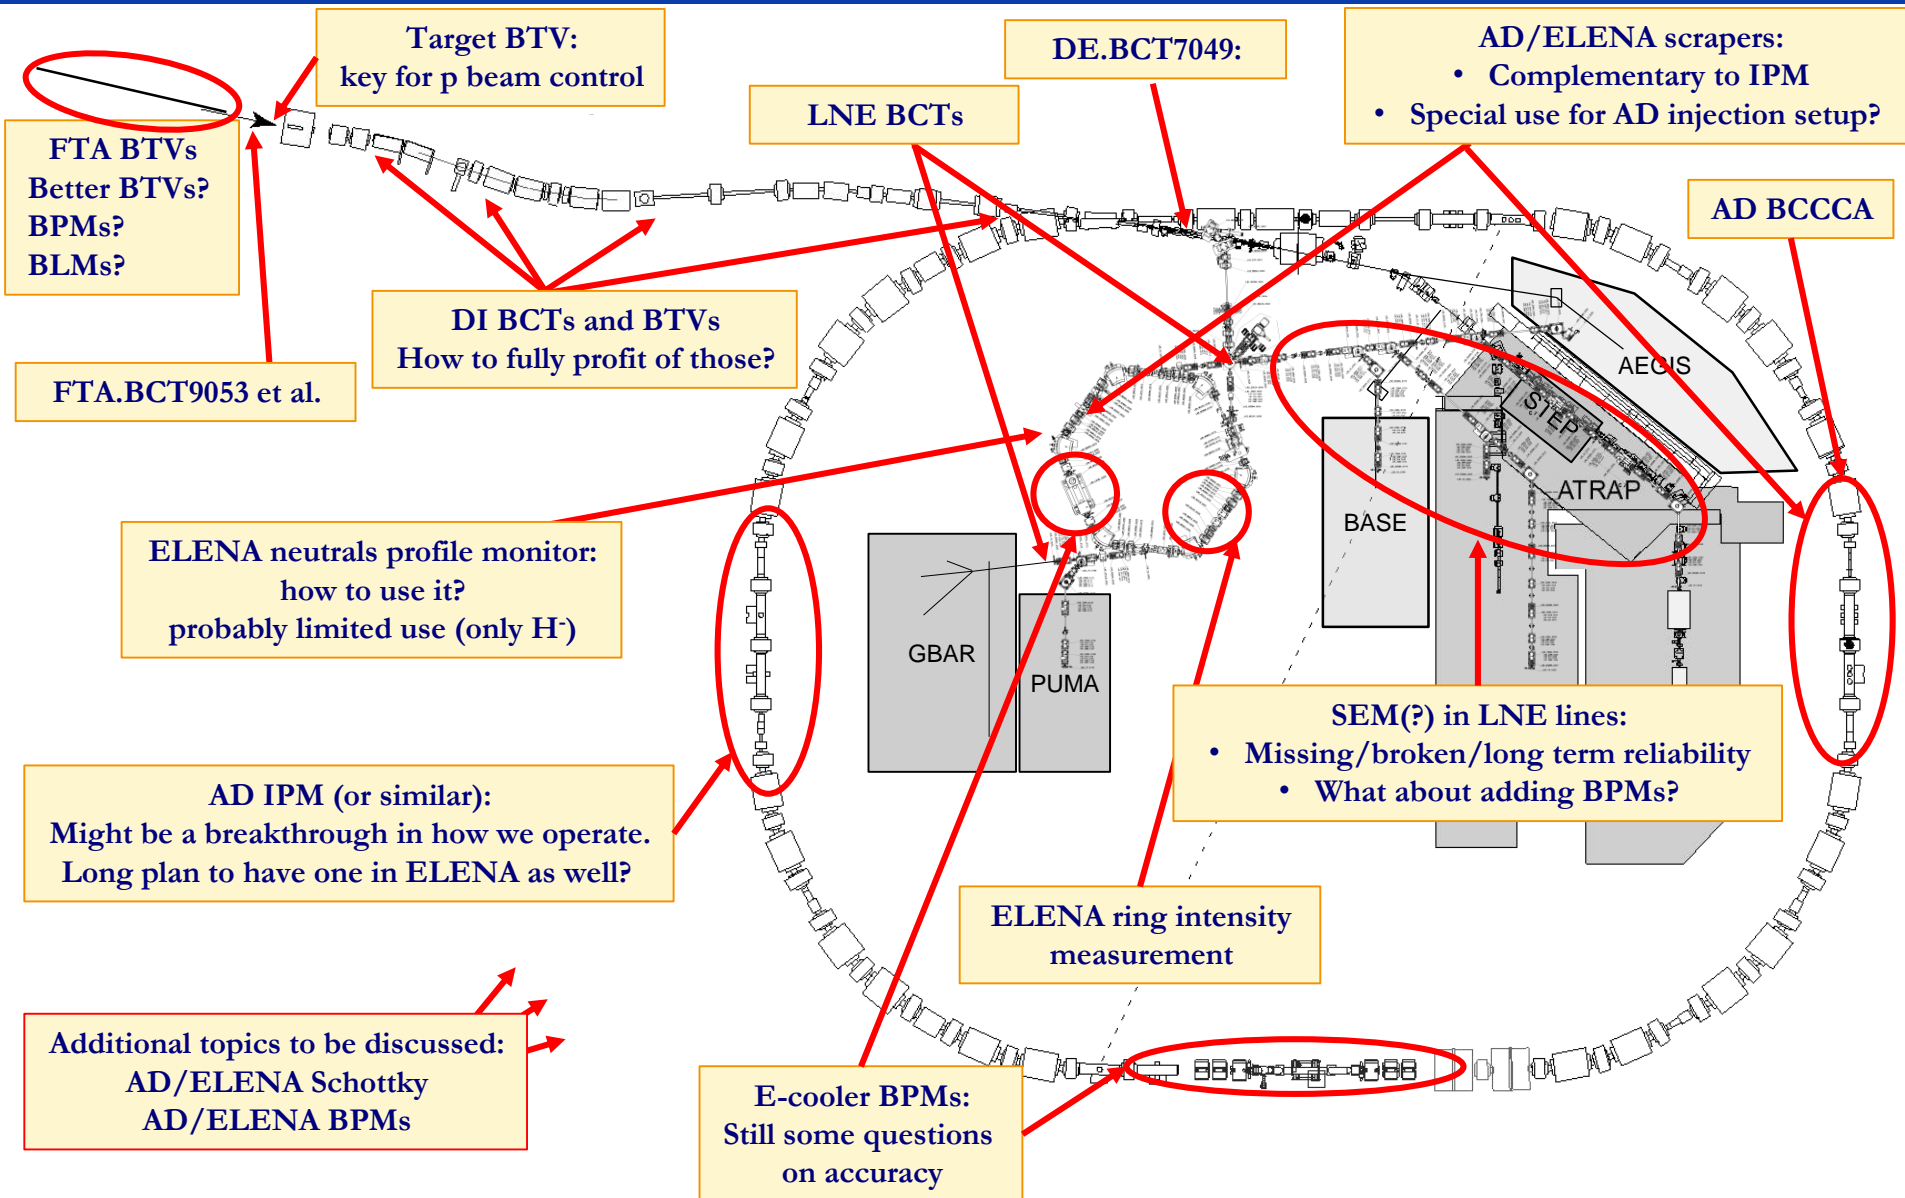 Target BTV:
key for p beam control
DE.BCT7049:
AD/ELENA scrapers:
• Complementary to IPM
• Special use for AD injection setup?
LNE BCTs
FTA BTVs
Better BTVs?
BPMs?
BLMs?
AD BCCCA
DI BCTs and BTVs
How to fully profit of those?
FTA.BCT9053 et al.
AEGIS
STEP
ATRAP
BASE
ELENA neutrals profile monitor:
how to use it?
probably limited use (only H⁻)
GBAR
PUMA
SEM(?) in LNE lines:
• Missing/broken/long term reliability
• What about adding BPMs?
AD IPM (or similar):
Might be a breakthrough in how we operate.
Long plan to have one in ELENA as well?
ELENA ring intensity
measurement
Additional topics to be discussed:
AD/ELENA Schottky
AD/ELENA BPMs
E-cooler BPMs:
Still some questions
on accuracy